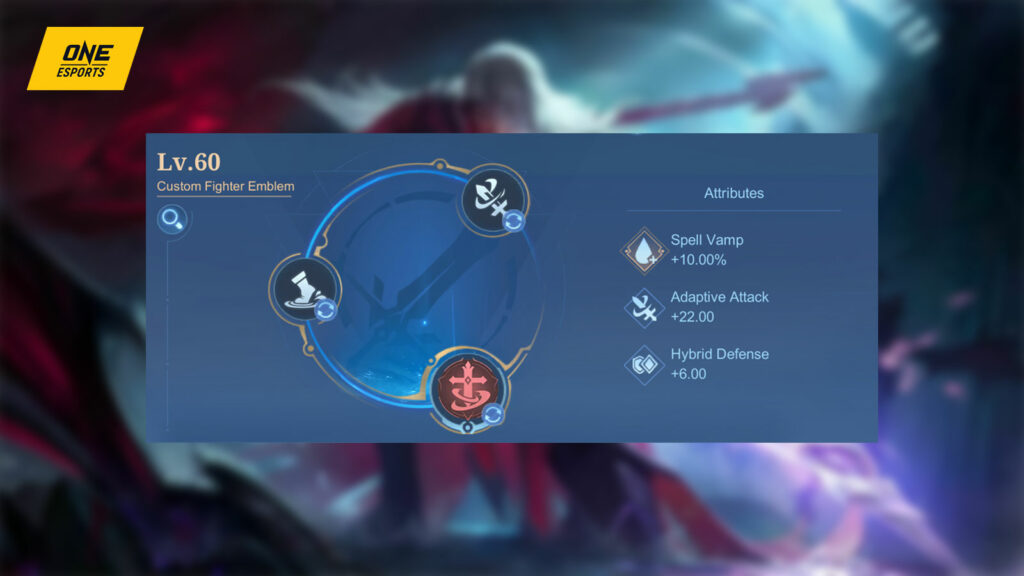 ONE
ESPORTS
Lv.60
Custom Fighter Emblem
Attributes
Spell Vamp
+10.00%
Adaptive Attack
+22.00
Hybrid Defense
+6.00